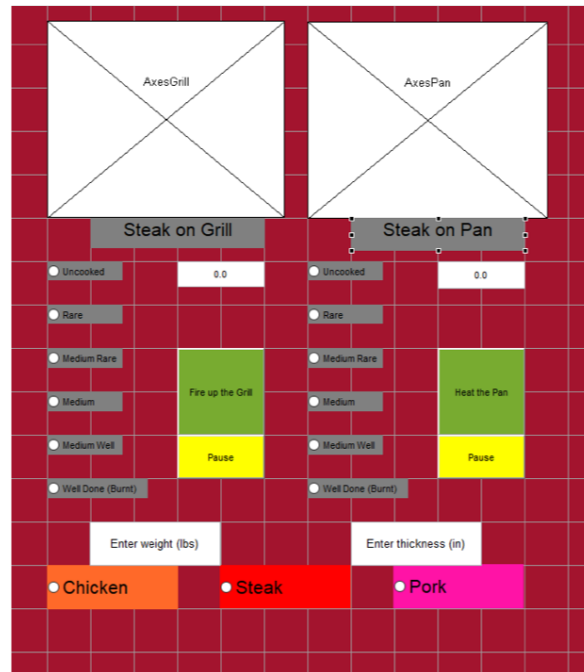 AxesGrill
AxesPan
Steak on Grill
Steak on Pan
Uncooked
0.0
Uncooked
0.0
Rare
Rare
Medium Rare
Fire up the Grill
Medium Rare
Heat the Pan
Medium
Medium
Medium Well
Pause
Medium Well
Pause
Well Done (Burnt)
Well Done (Burnt)
Enter weight (lbs)
Enter thickness (in)
Chicken
Steak
Pork